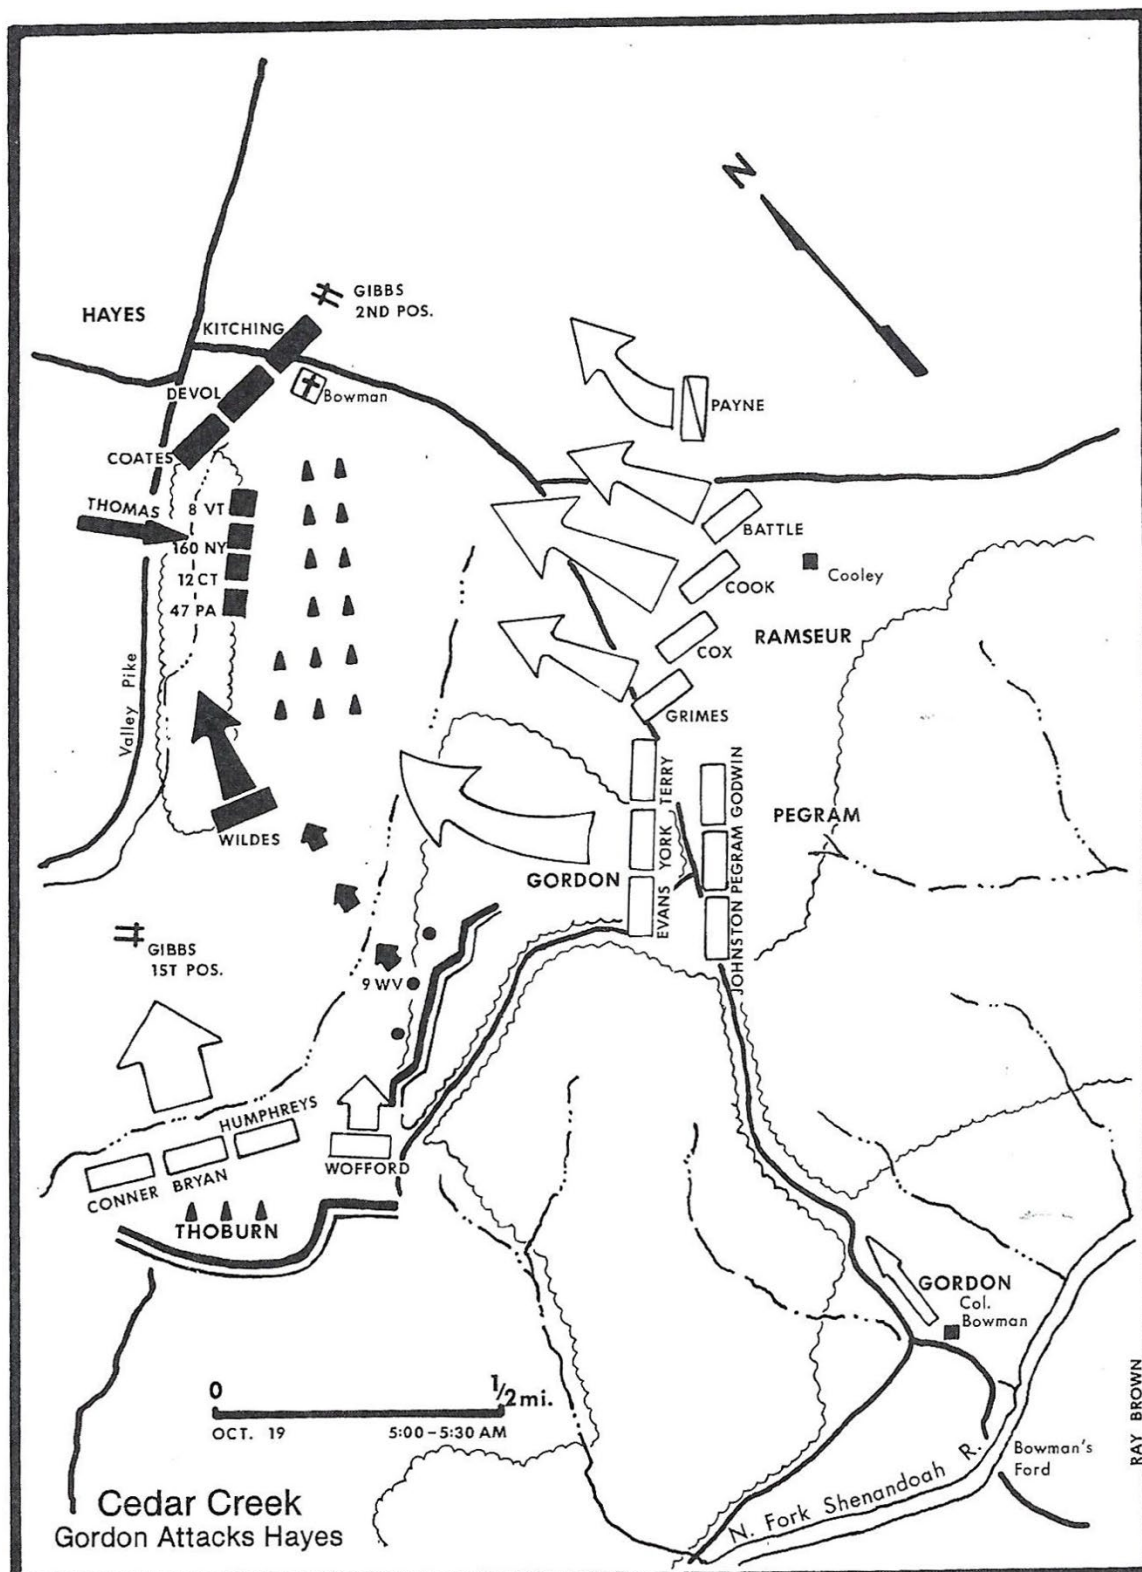 N
HAYES
KITCHING
GIBBS
2ND POS.
DEVOL
Bowman
PAYNE
COATES
THOMAS
8 VT
160 NY
12 CT
47 PA
BATTLE
COOK
Cooley
COX
RAMSEUR
GRIMES
Valley Pike
TERRY
YORK
EVANS
GODWIN
PEGRAM
JOHNSTON
PEGRAM
WILDES
GORDON
GIBBS
1ST POS.
9 WV
HUMPHREYS
BRYAN
CONNER
WOFFORD
THOBURN
GORDON
Col.
Bowman
0
1/2 mi.
OCT. 19
5:00-5:30 AM
Bowman's
Ford
N. Fork Shenandoah R.
RAY BROWN
Cedar Creek
Gordon Attacks Hayes